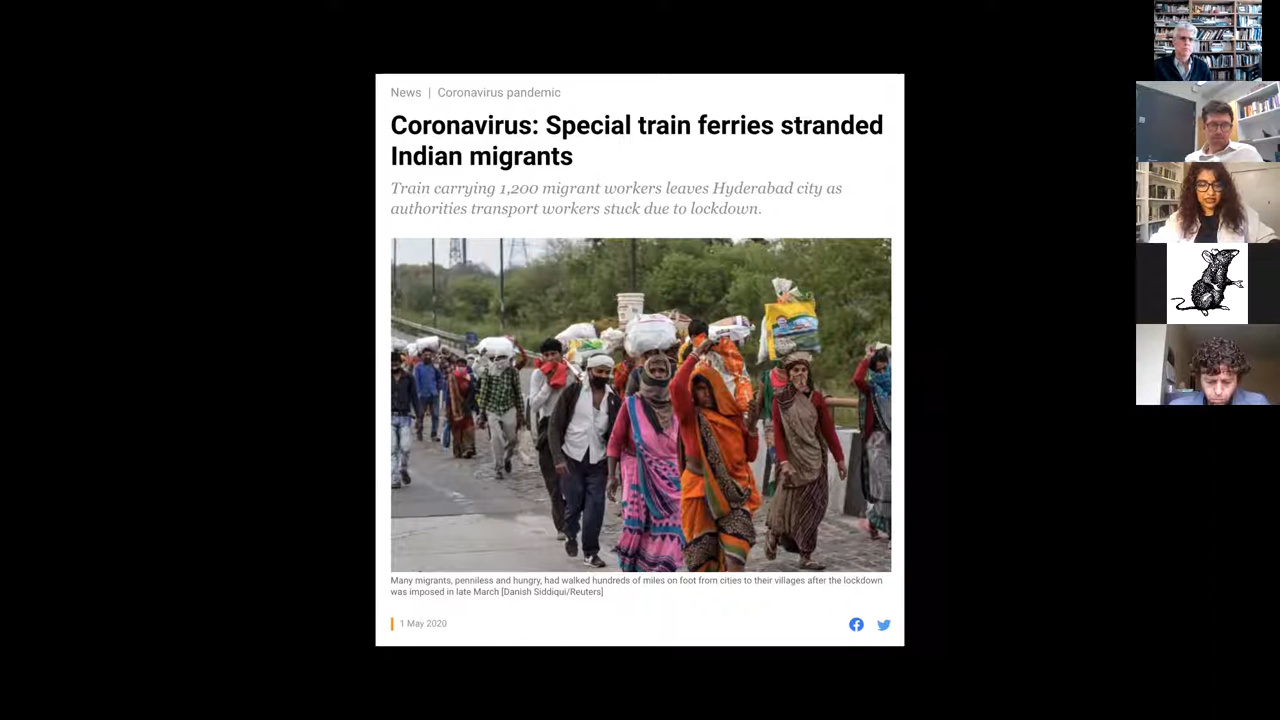 News | Coronavirus pandemic
Coronavirus: Special train ferries stranded
Indian migrants
Train carrying 1,200 migrant workers leaves Hyderabad city as
authorities transport workers stuck due to lockdown.
Many migrants, penniless and hungry, had walked hundreds of miles on foot from cities to their villages after the lockdown
was imposed in late March [Danish Siddiqui/Reuters]
1 May 2020